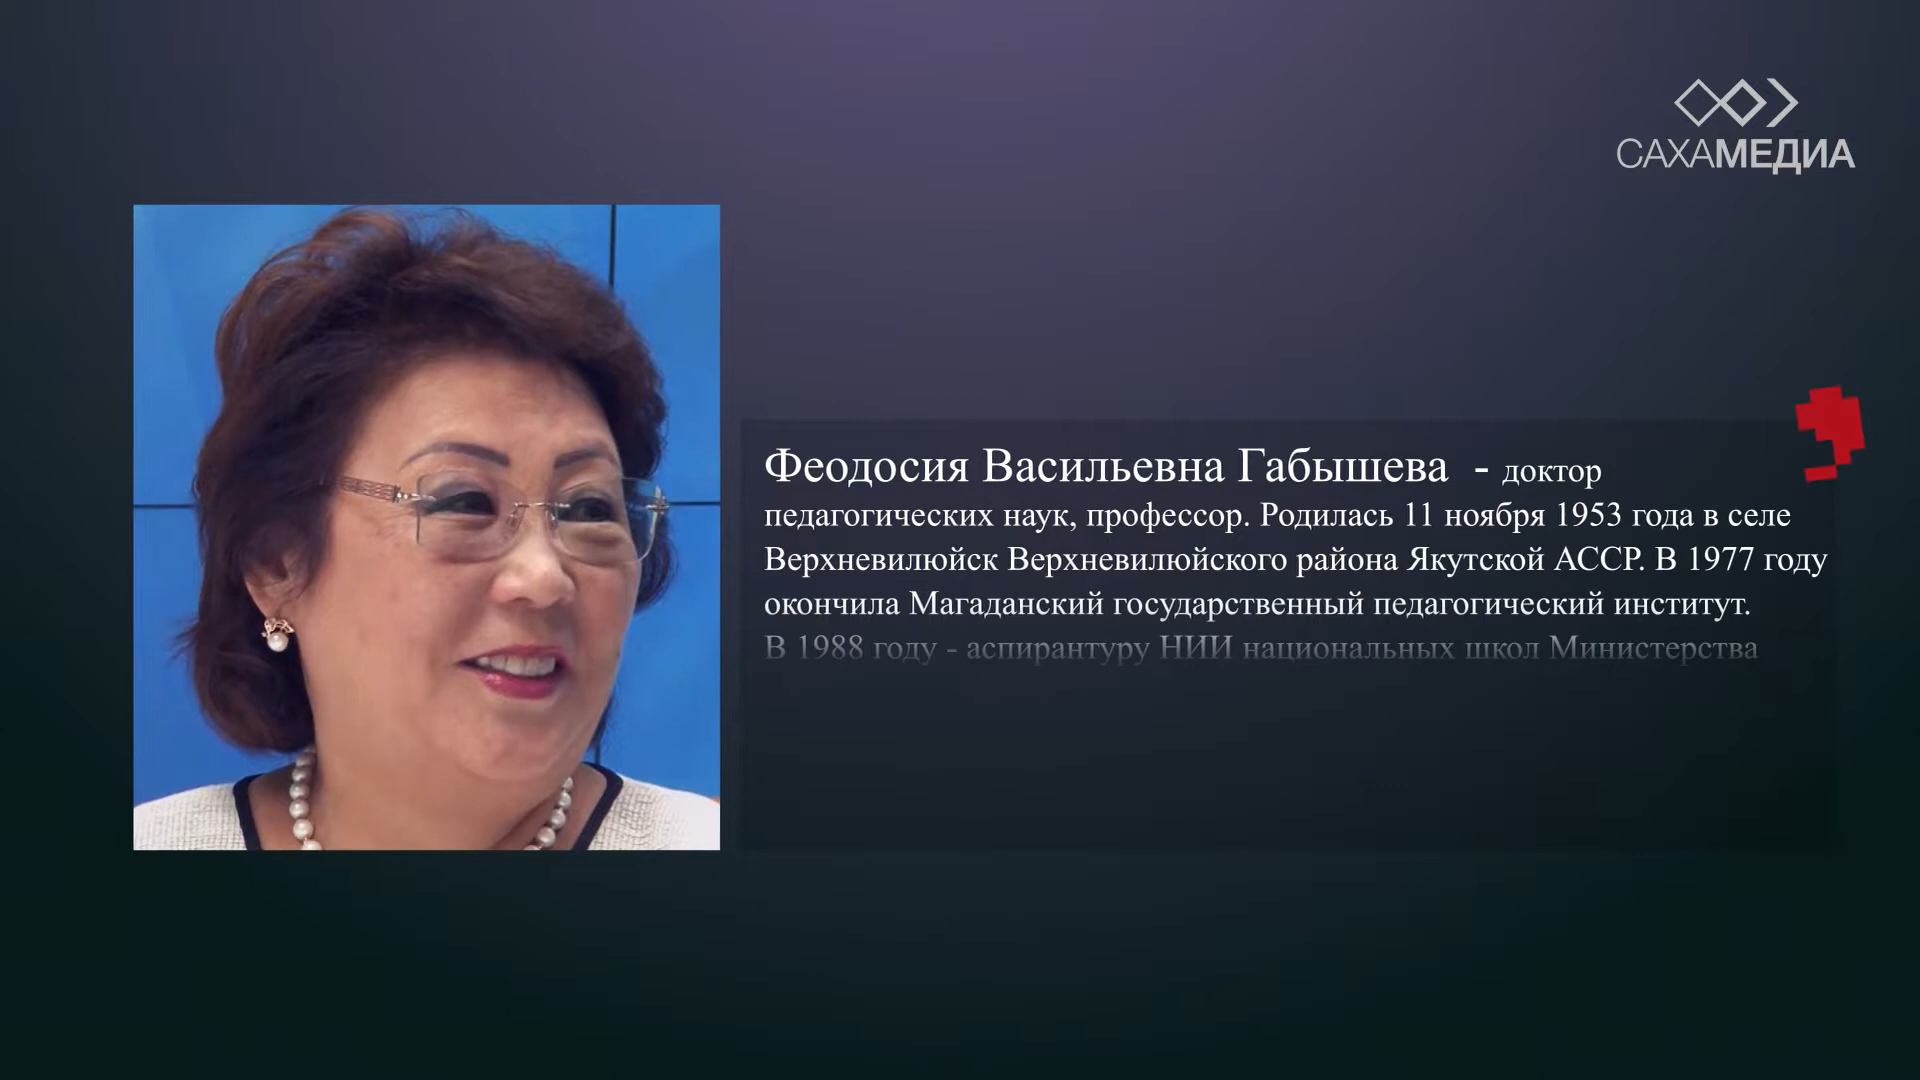 САХАМЕДИА
Феодосия Васильевна Габышева - доктор
педагогических наук, профессор. Родилась 11 ноября 1953 года в селе
Верхневилюйск Верхневилюйского района Якутской АССР. В 1977 году
окончила Магаданский государственный педагогический институт.
В 1988 году - аспирантуру НИИ национальных школ Министерства